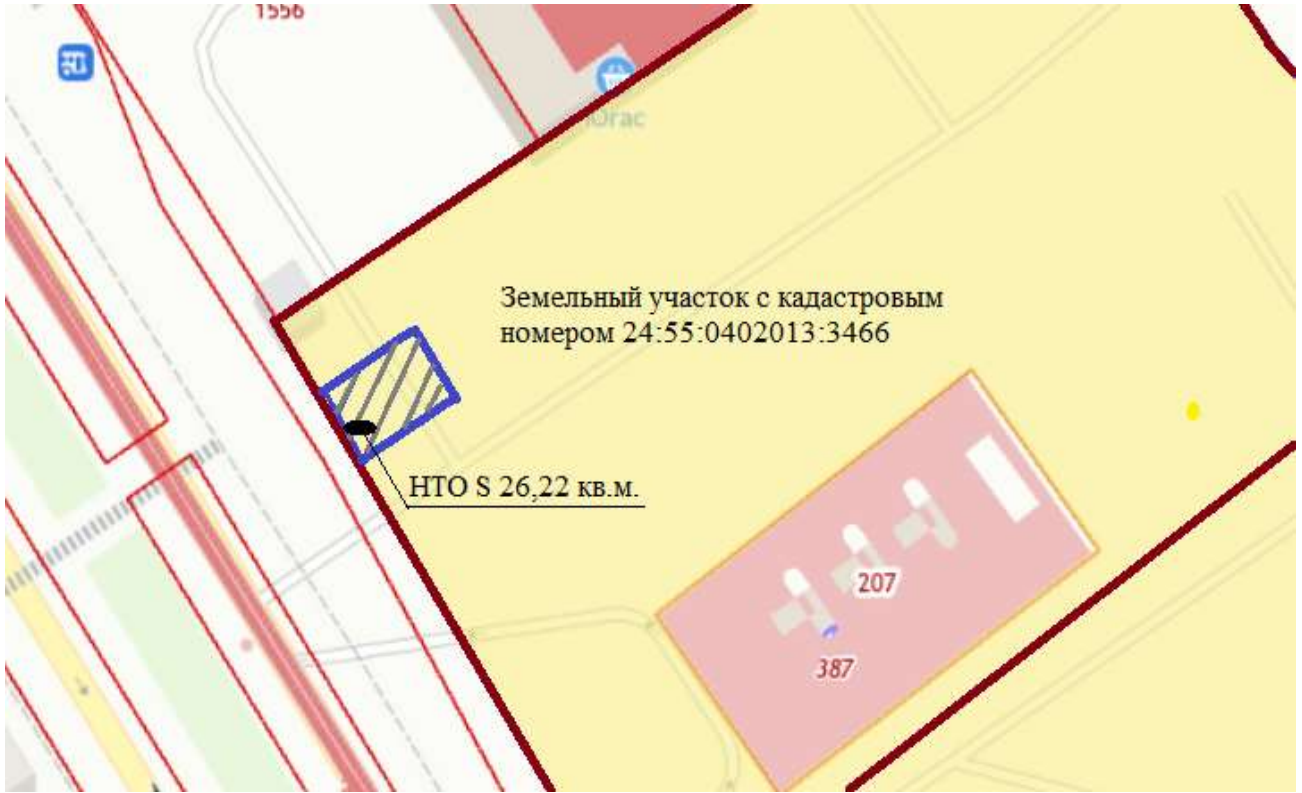 1556
Югас
Земельный участок с кадастровым
номером 24:55:0402013:3466
НТО S 26,22 кв.м.
207
387